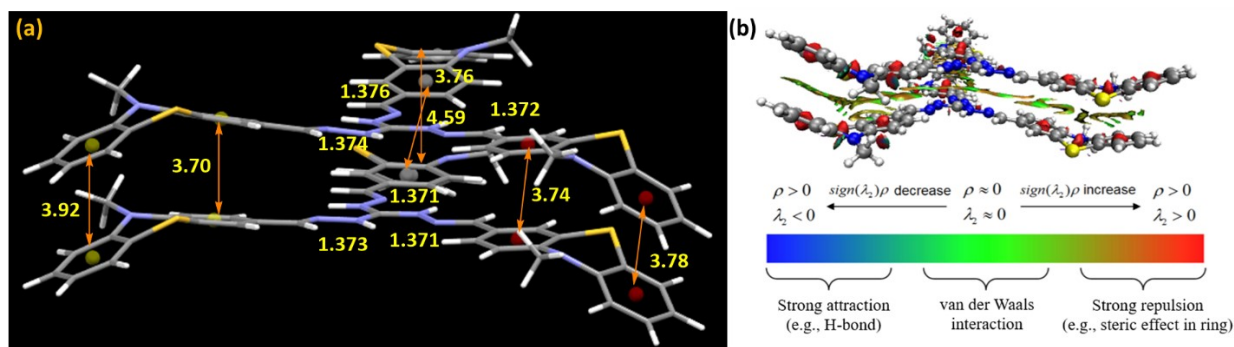 (a)
3.76
1.376
1.372
4.59
1.374
3.70
1.371
3.74
3.92
1.373
1.371
3.78
(b)
ρ > 0 sign(λ₂)ρ decrease ρ ≈ 0 sign(λ₂)ρ increase ρ > 0
λ₂ < 0 λ₂ ≈ 0 λ₂ > 0
Strong attraction van der Waals Strong repulsion
(e.g., H-bond) interaction (e.g., steric effect in ring)